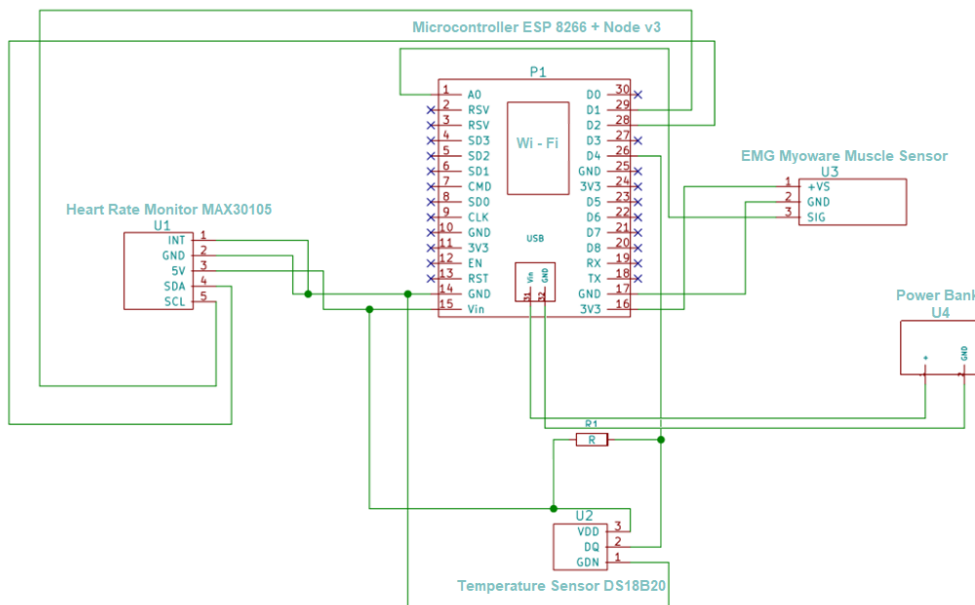 Microcontroller ESP 8266 + Node v3
P1
1 A0
2 RSV
3 RSV
4 SD3
5 SD2
6 SD1
7 CMD
8 SD0
9 CLK
10 GND
11 3V3
12 EN
13 RST
14 GND
15 Vin
D0 30
D1 29
D2 28
D3 27
D4 26
GND 25
3V3 24
D5 23
D6 22
D7 21
D8 20
RX 19
TX 18
GND 17
3V3 16
Wi - Fi
USB
Vin GND
31 32
EMG Myoware Muscle Sensor
U3
1 +VS
2 GND
3 SIG
Heart Rate Monitor MAX30105
U1
INT 1
GND 2
5V 3
SDA 4
SCL 5
Power Bank
U4
+ GND
1 2
R1
R
U2
VDD 3
DQ 2
GDN 1
Temperature Sensor DS18B20